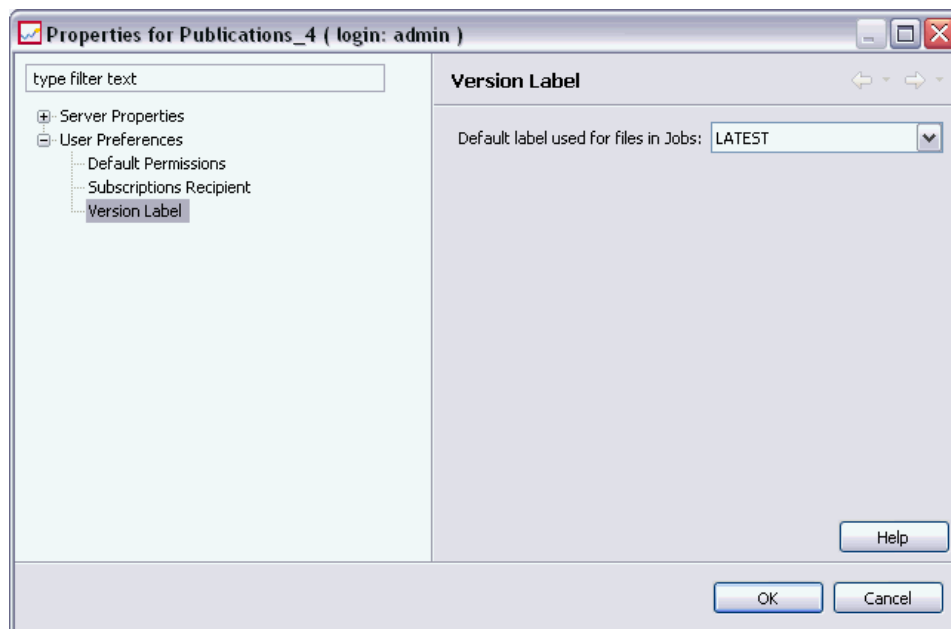 Properties for Publications_4 ( login: admin )
type filter text
Server Properties
User Preferences
Default Permissions
Subscriptions Recipient
Version Label
Version Label
Default label used for files in Jobs: LATEST
Help
OK Cancel